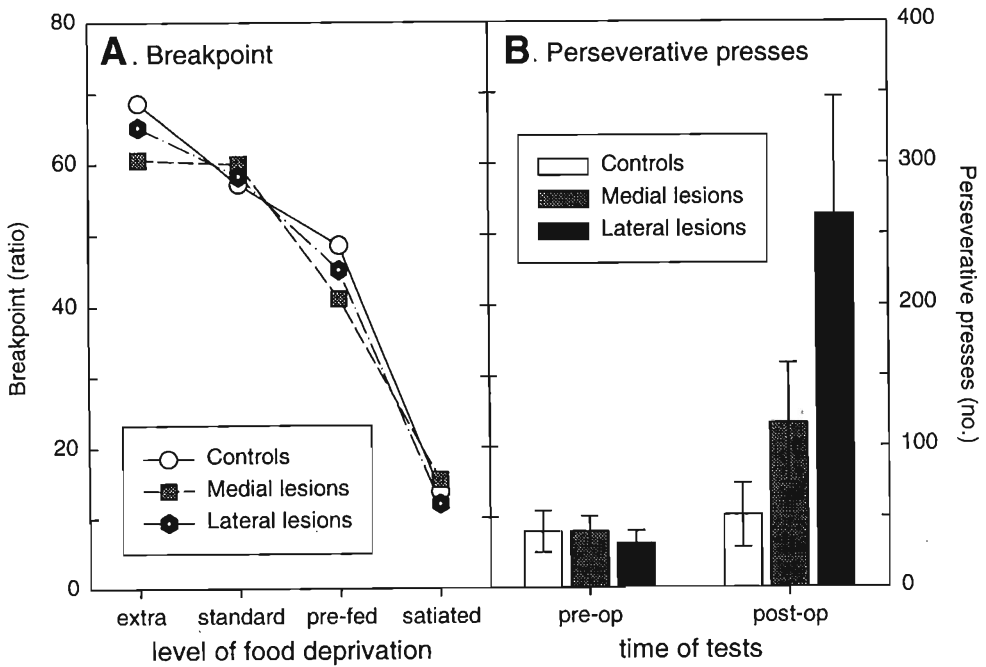 A. Breakpoint
80
60
40
20
0
Breakpoint (ratio)
Controls
Medial lesions
Lateral lesions
extra standard pre-fed satiated
level of food deprivation
B. Perseverative presses
400
300
200
100
0
Perseverative presses (no.)
Controls
Medial lesions
Lateral lesions
pre-op post-op
time of tests